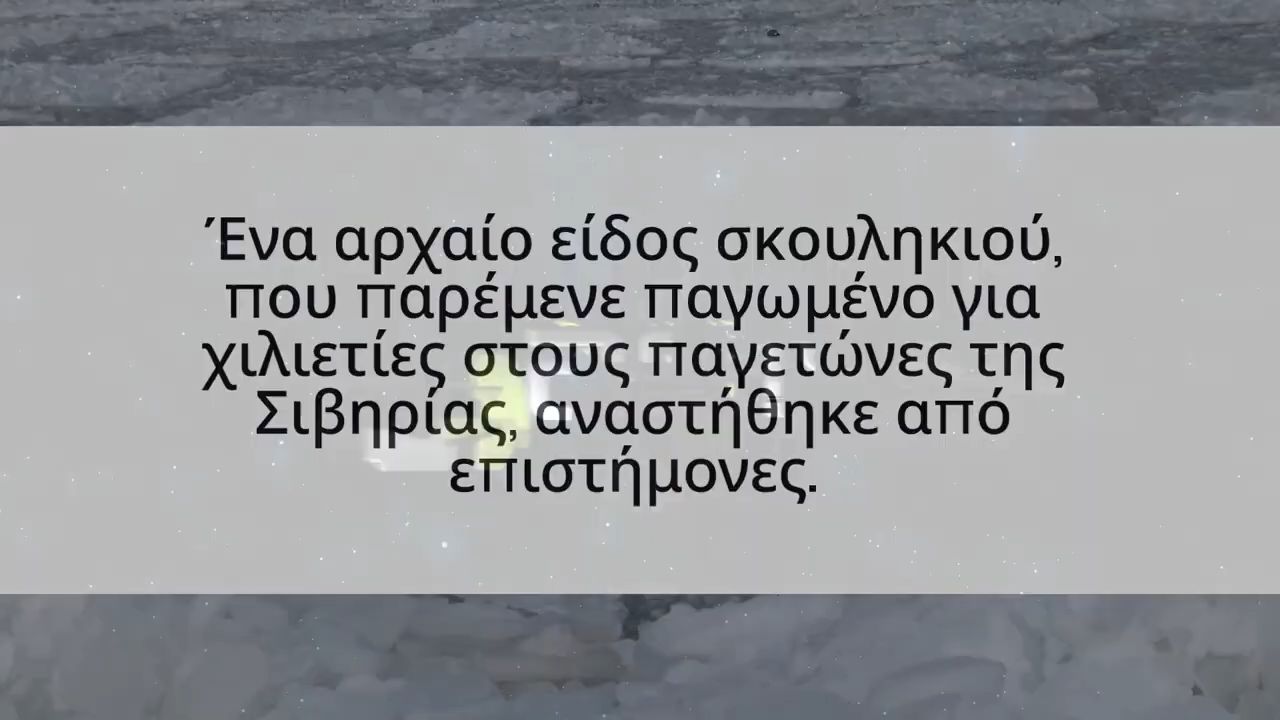 Ένα αρχαίο είδος σκουληκιού,
που παρέμενε παγωμένο για
χιλιετίες στους παγετώνες της
Σιβηρίας, αναστήθηκε από
επιστήμονες.